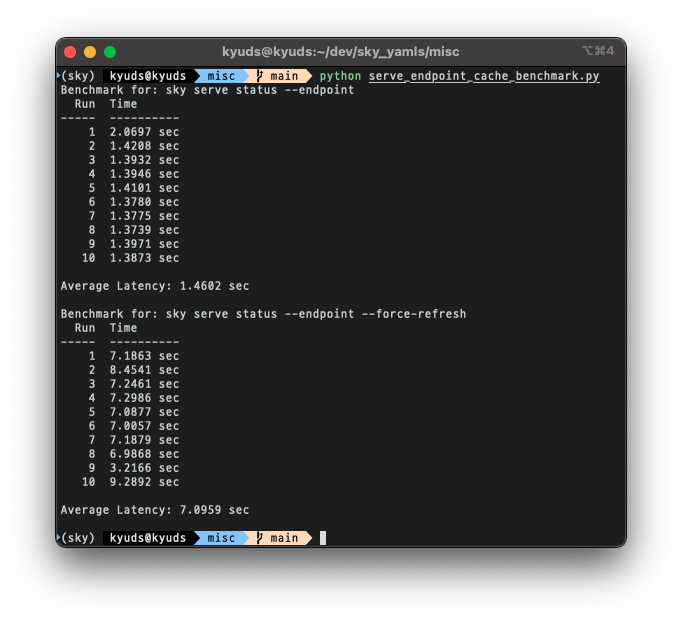 kyuds@kyuds:~/dev/sky_yamls/misc ⌥⌘4
(sky) kyuds@kyuds misc main python serve_endpoint_cache_benchmark.py
Benchmark for: sky serve status --endpoint
Run Time
----- ----------
1 2.0697 sec
2 1.4208 sec
3 1.3932 sec
4 1.3946 sec
5 1.4101 sec
6 1.3780 sec
7 1.3775 sec
8 1.3739 sec
9 1.3971 sec
10 1.3873 sec
Average Latency: 1.4602 sec
Benchmark for: sky serve status --endpoint --force-refresh
Run Time
----- ----------
1 7.1863 sec
2 8.4541 sec
3 7.2461 sec
4 7.2986 sec
5 7.0877 sec
6 7.0057 sec
7 7.1879 sec
8 6.9868 sec
9 3.2166 sec
10 9.2892 sec
Average Latency: 7.0959 sec
(sky) kyuds@kyuds misc main